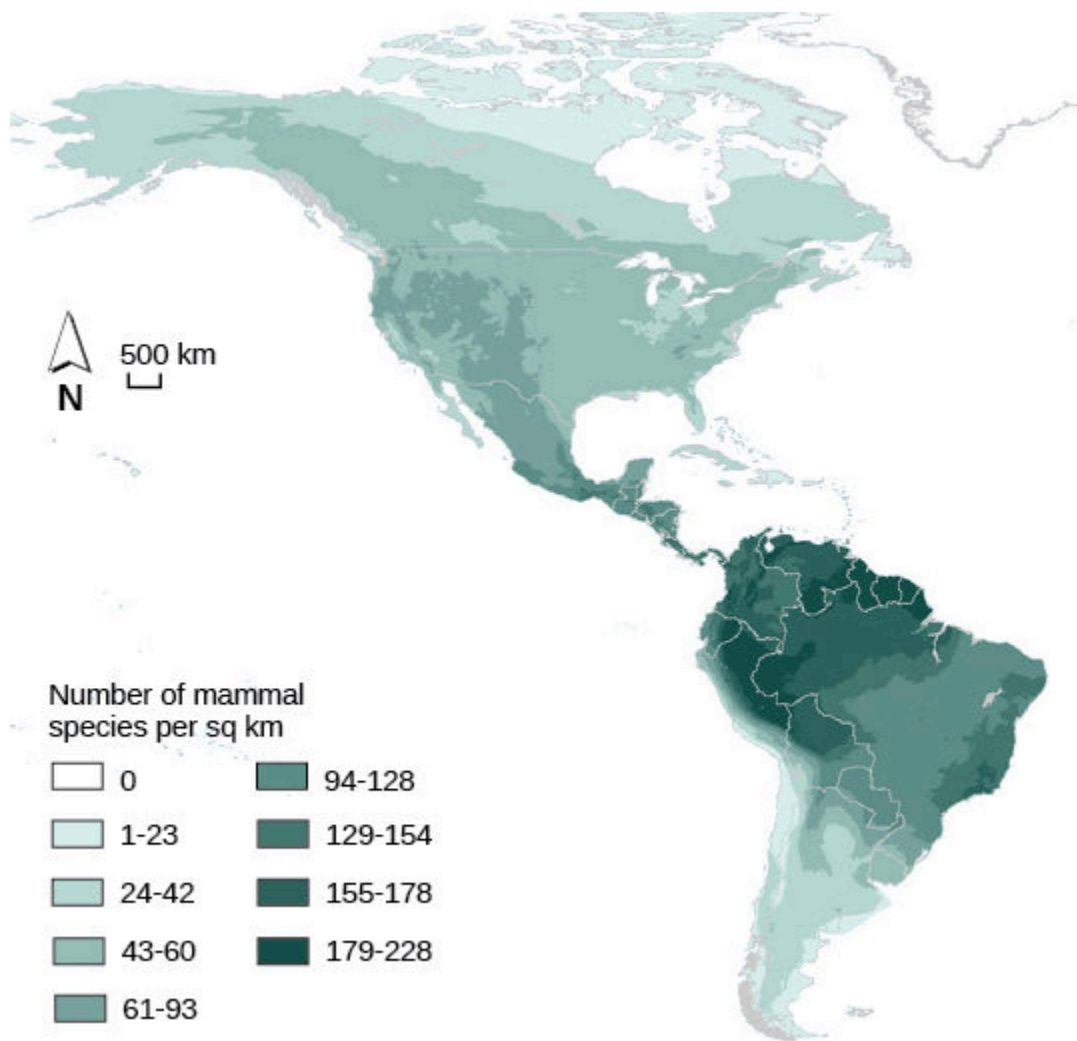 500 km
N
Number of mammal
species per sq km
0
1-23
24-42
43-60
61-93
94-128
129-154
155-178
179-228